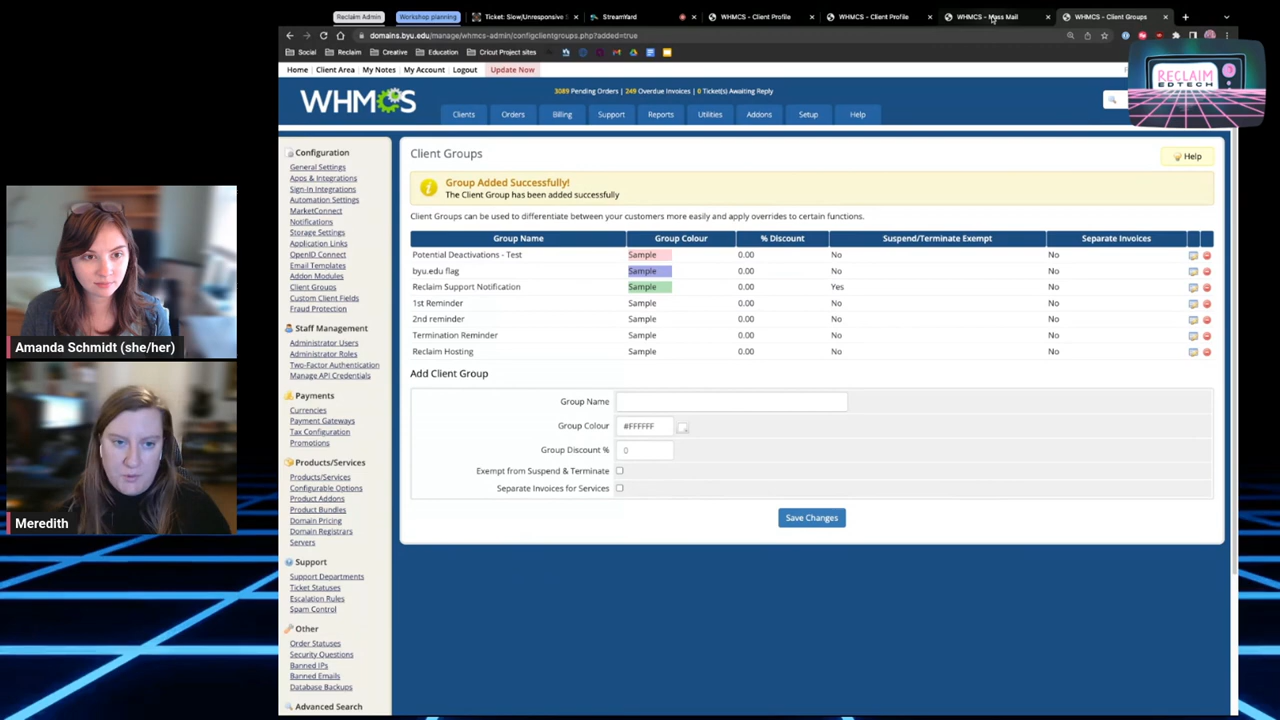 Reclaim Admin
Workshop planning
Ticket: Slow/Unresponsive S
StreamYard
WHMCS - Client Profile
WHMCS - Client Profile
WHMCS - Mass Mail
WHMCS - Client Groups
domains.byu.edu/manage/whmcs-admin/configclientgroups.php?added=true
Social
Reclaim
Creative
Education
Cricut Project sites
Home
Client Area
My Notes
My Account
Logout
Update Now
WHMCS
3089 Pending Orders | 249 Overdue Invoices | 0 Ticket(s) Awaiting Reply
RECLAIM
EDTECH
Clients
Orders
Billing
Support
Reports
Utilities
Addons
Setup
Help
Configuration
General Settings
Apps & Integrations
Sign-In Integrations
Automation Settings
MarketConnect
Notifications
Storage Settings
Application Links
OpenID Connect
Email Templates
Addon Modules
Client Groups
Custom Client Fields
Fraud Protection
Staff Management
Administrator Users
Administrator Roles
Two-Factor Authentication
Manage API Credentials
Payments
Currencies
Payment Gateways
Tax Configuration
Promotions
Products/Services
Products/Services
Configurable Options
Product Addons
Product Bundles
Domain Pricing
Domain Registrars
Servers
Support
Support Departments
Ticket Statuses
Escalation Rules
Spam Control
Other
Order Statuses
Security Questions
Banned IPs
Banned Emails
Database Backups
Advanced Search
Client Groups
Help
Group Added Successfully!
The Client Group has been added successfully
Client Groups can be used to differentiate between your customers more easily and apply overrides to certain functions.
Group Name Group Colour % Discount Suspend/Terminate Exempt Separate Invoices
Potential Deactivations - Test Sample 0.00 No No
byu.edu flag Sample 0.00 No No
Reclaim Support Notification Sample 0.00 Yes No
1st Reminder Sample 0.00 No No
2nd reminder Sample 0.00 No No
Termination Reminder Sample 0.00 No No
Reclaim Hosting Sample 0.00 No No
Add Client Group
Group Name
Group Colour #FFFFFF
Group Discount % 0
Exempt from Suspend & Terminate
Separate Invoices for Services
Save Changes
Amanda Schmidt (she/her)
Meredith